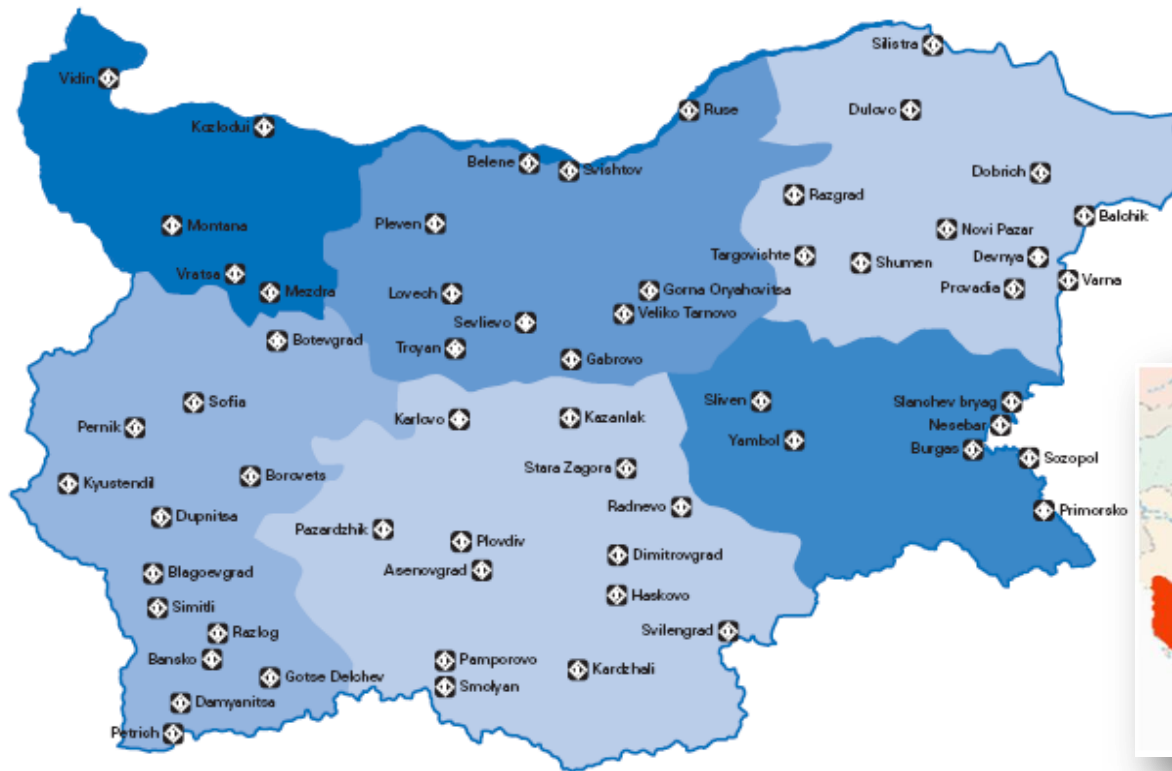 Silistra
Vidin
Ruse
Dulovo
Kozlodui
Belene
Svishtov
Dobrich
Razgrad
Balchik
Pleven
Montana
Novi Pazar
Targovishte
Devnya
Shumen
Vratsa
Varna
Provadia
Mezdra
Lovech
Gorna Oryahovitsa
Veliko Tarnovo
Sevlievo
Botevgrad
Troyan
Gabrovo
Sofia
Sliven
Slanchev bryag
Karlovo
Kazanlak
Nesebar
Pernik
Yambol
Burgas
Sozopol
Stara Zagora
Borovets
Kyustendil
Radnevo
Primorsko
Dupnitsa
Pazardzhik
Plovdiv
Dimitrovgrad
Asenovgrad
Blagoevgrad
Haskovo
Simitli
Svilengrad
Razlog
Bansko
Pamporovo
Kardzhali
Gotse Delchev
Smolyan
Damyanitsa
Petrich